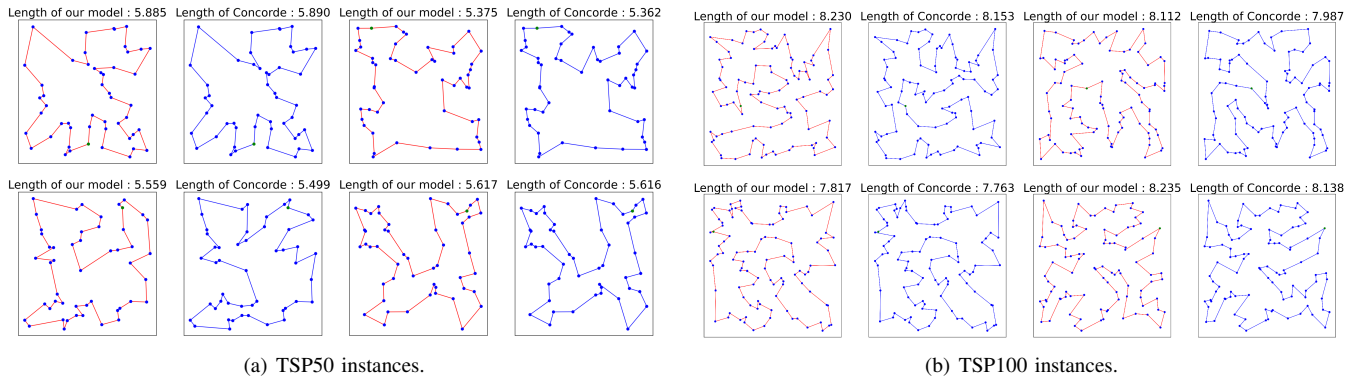 Length of our model : 5.885
Length of Concorde : 5.890
Length of our model : 5.375
Length of Concorde : 5.362
Length of our model : 5.559
Length of Concorde : 5.499
Length of our model : 5.617
Length of Concorde : 5.616
(a) TSP50 instances.
Length of our model : 8.230
Length of Concorde : 8.153
Length of our model : 8.112
Length of Concorde : 7.987
Length of our model : 7.817
Length of Concorde : 7.763
Length of our model : 8.235
Length of Concorde : 8.138
(b) TSP100 instances.